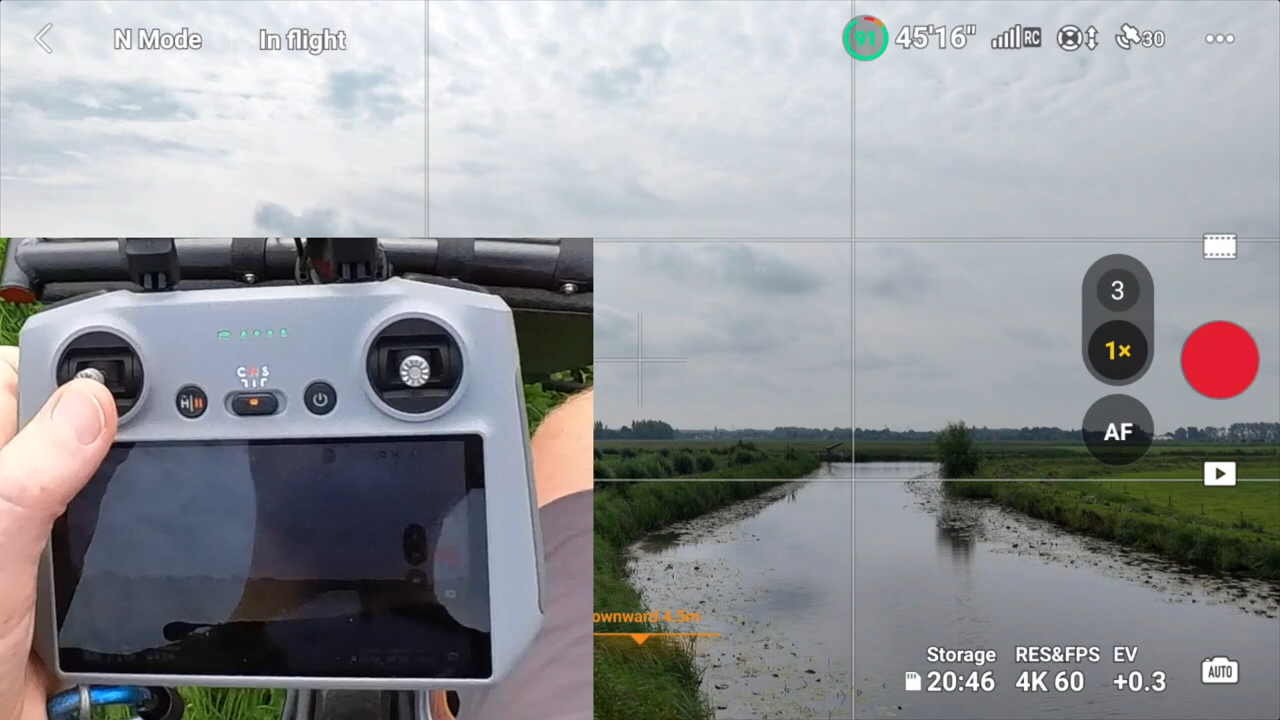 N Mode
In flight
91
45'16"
RC
30
3
1×
AF
C N S
H
ownward 4.5m
Storage
RES&FPS
EV
20:46
4K 60
+0.3
AUTO